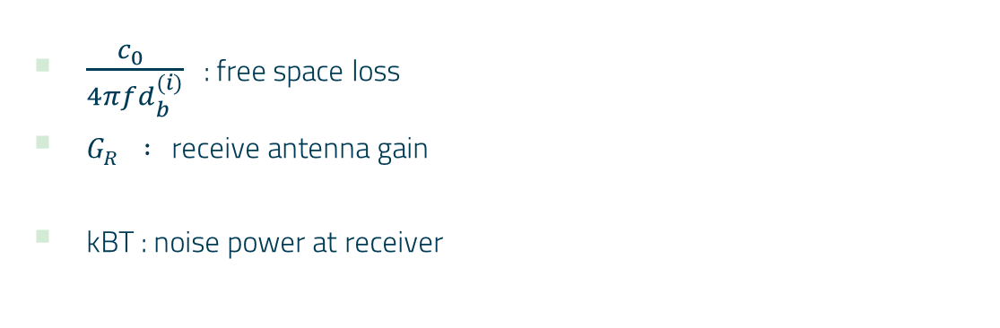 c₀/4πfd_b^(i) : free space loss
G_R : receive antenna gain
kBT : noise power at receiver